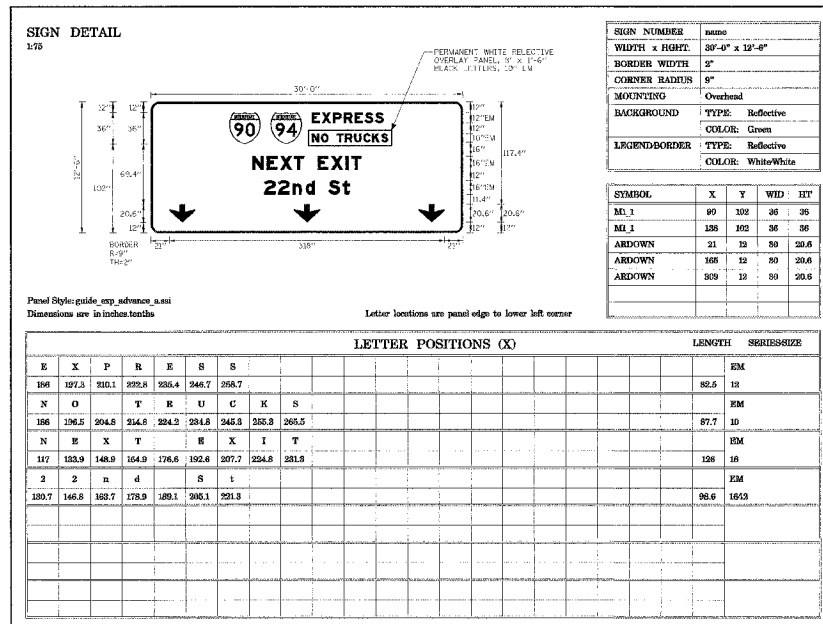 SIGN DETAIL
1:75
PERMANENT WHITE RELECTIVE
OVERLAY PANEL, 8' X 1'-6"
BLACK LETTERS, 10" EM
30'-0"
12'-6"
12" 12"
36" 36"
102" 69.4"
20.6"
12"
90 94 EXPRESS
NO TRUCKS
NEXT EXIT
22nd St
12"
12"EM
12"
10"EM
16"
16"EM
12"
16"EM
11.4"
20.6"
12"
117.4"
20.6"
12"
21" 318" 21"
BORDER
R=9"
TH=2"
Panel Style: guide_exp_advance_a.ssi
Dimensions are in inches.tenths
Letter locations are panel edge to lower left corner
SIGN NUMBER name
WIDTH x HGHT. 30'-0" x 12'-6"
BORDER WIDTH 2"
CORNER RADIUS 9"
MOUNTING Overhead
BACKGROUND TYPE: Reflective
COLOR: Green
LEGEND/BORDER TYPE: Reflective
COLOR: White/White
SYMBOL X Y WID HT
M1_1 90 102 36 36
M1_1 138 102 36 36
ARDOWN 21 12 30 20.6
ARDOWN 165 12 30 20.6
ARDOWN 309 12 30 20.6
LETTER POSITIONS (X) LENGTH SERIES/SIZE
E X P R E S S EM
186 197.3 210.1 222.8 235.4 246.7 258.7 82.5 12
N O T R U C K S EM
186 196.5 204.8 214.8 224.2 234.8 245.3 255.3 265.5 87.7 10
N E X T E X I T EM
117 133.9 148.9 164.9 176.6 192.6 207.7 224.8 231.3 126 16
2 2 n d S t EM
130.7 146.8 163.7 178.9 189.1 205.1 221.3 98.6 16/12